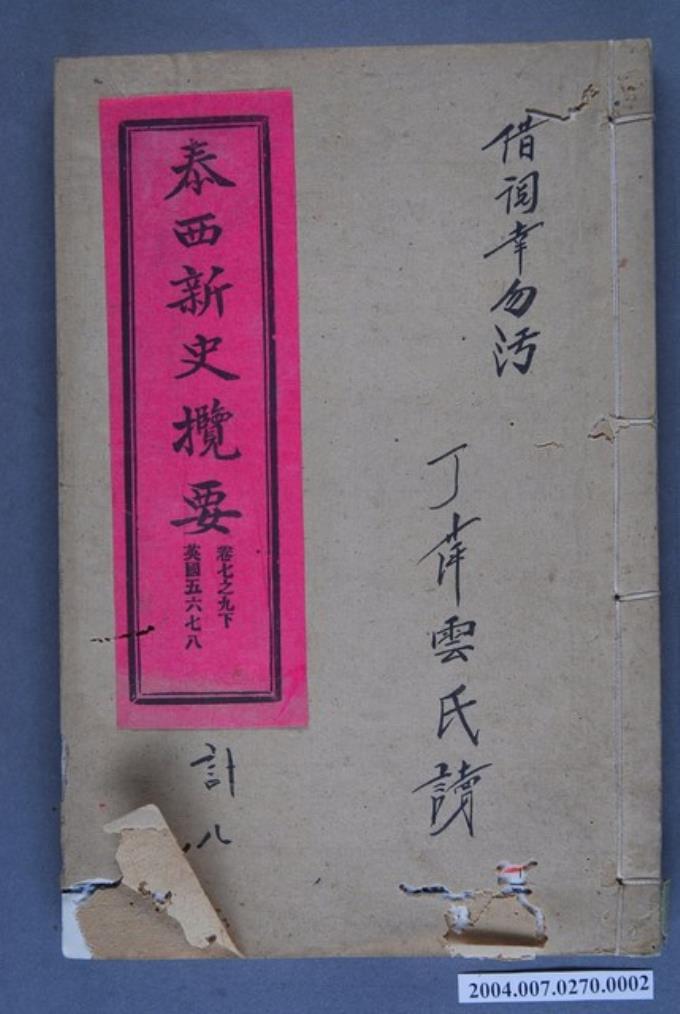 借閱幸勿污
丁萍雲氏讀
泰西新史攬要
卷七之九下
英國五六七八
計八
2004.007.0270.0002